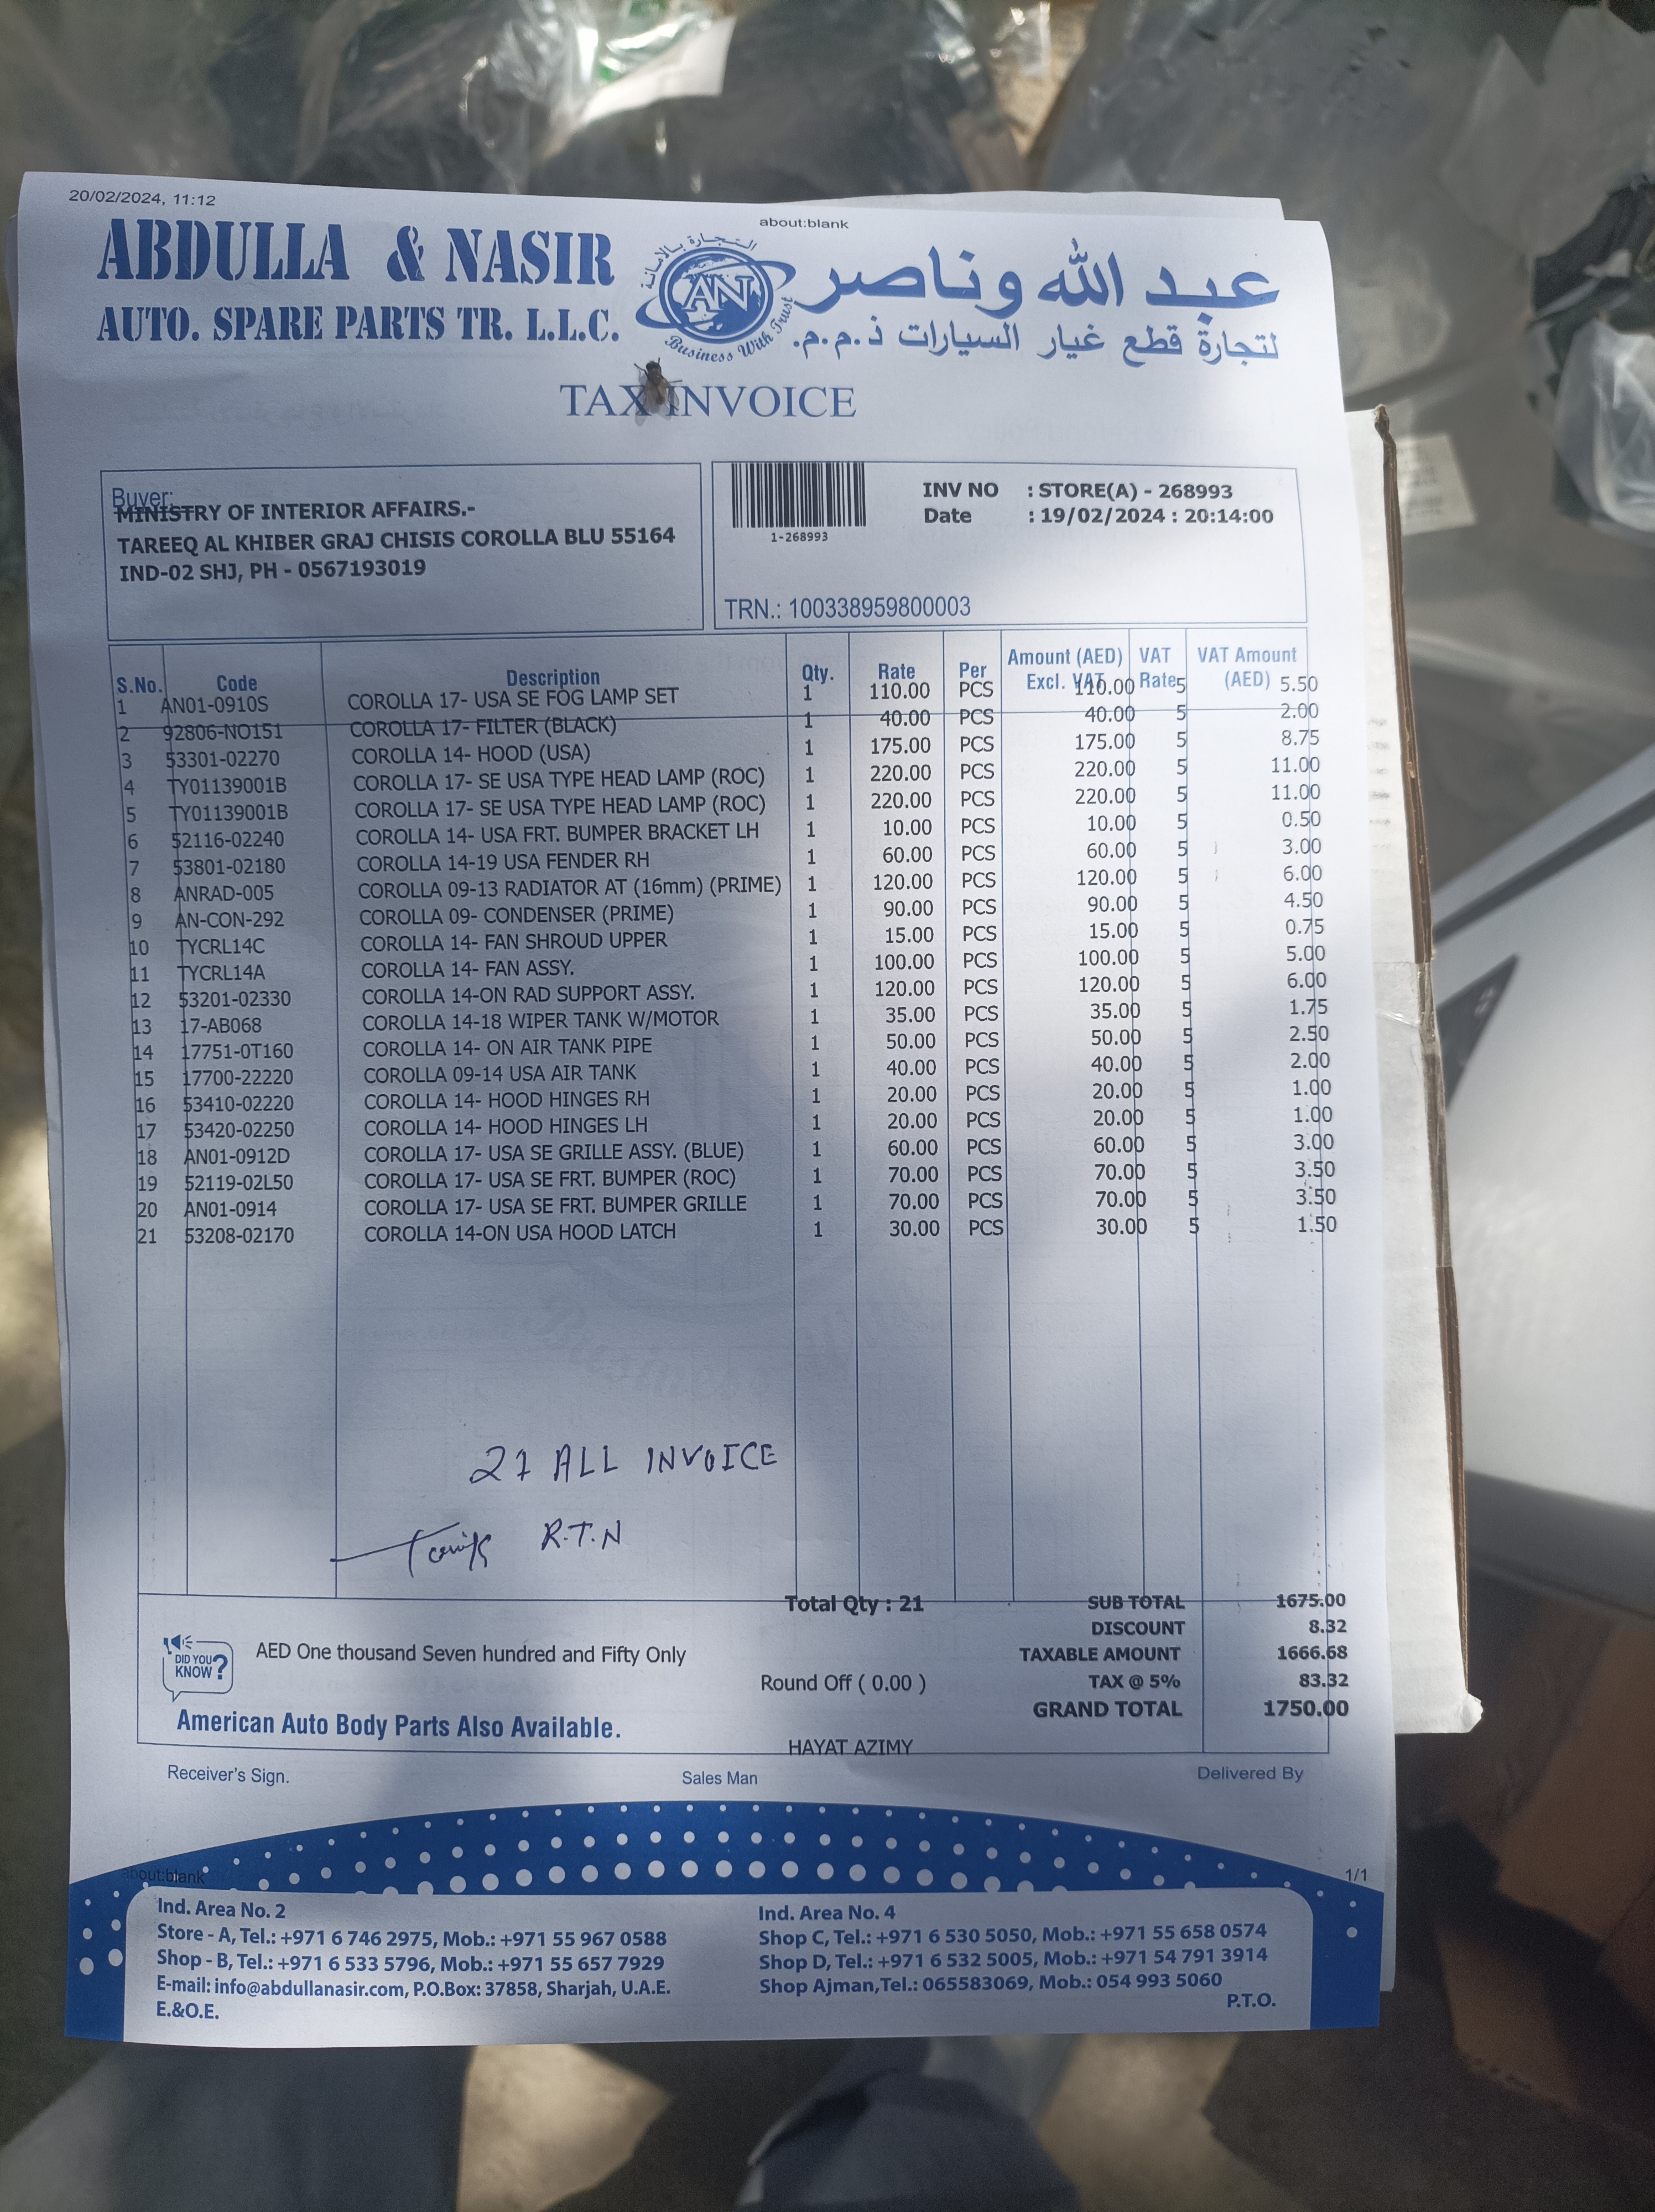 20/02/2024, 11:12
about:blank
ABDULLA & NASIR
AUTO. SPARE PARTS TR. L.L.C.
التجارة بالأمانة
AN
Business With Trust
عبد الله وناصر
لتجارة قطع غيار السيارات ذ.م.م.
TAX INVOICE
Buyer:
MINISTRY OF INTERIOR AFFAIRS.-
TAREEQ AL KHIBER GRAJ CHISIS COROLLA BLU 55164
IND-02 SHJ, PH - 0567193019
1-268993
INV NO : STORE(A) - 268993
Date : 19/02/2024 : 20:14:00
TRN.: 100338959800003
S.No. Code Description Qty. Rate Per Amount (AED) Excl. VAT VAT Rate VAT Amount (AED)
1 AN01-0910S COROLLA 17- USA SE FOG LAMP SET 1 110.00 PCS 110.00 5 5.50
2 92806-NO151 COROLLA 17- FILTER (BLACK) 1 40.00 PCS 40.00 5 2.00
3 53301-02270 COROLLA 14- HOOD (USA) 1 175.00 PCS 175.00 5 8.75
4 TY01139001B COROLLA 17- SE USA TYPE HEAD LAMP (ROC) 1 220.00 PCS 220.00 5 11.00
5 TY01139001B COROLLA 17- SE USA TYPE HEAD LAMP (ROC) 1 220.00 PCS 220.00 5 11.00
6 52116-02240 COROLLA 14- USA FRT. BUMPER BRACKET LH 1 10.00 PCS 10.00 5 0.50
7 53801-02180 COROLLA 14-19 USA FENDER RH 1 60.00 PCS 60.00 5 3.00
8 ANRAD-005 COROLLA 09-13 RADIATOR AT (16mm) (PRIME) 1 120.00 PCS 120.00 5 6.00
9 AN-CON-292 COROLLA 09- CONDENSER (PRIME) 1 90.00 PCS 90.00 5 4.50
10 TYCRL14C COROLLA 14- FAN SHROUD UPPER 1 15.00 PCS 15.00 5 0.75
11 TYCRL14A COROLLA 14- FAN ASSY. 1 100.00 PCS 100.00 5 5.00
12 53201-02330 COROLLA 14-ON RAD SUPPORT ASSY. 1 120.00 PCS 120.00 5 6.00
13 17-AB068 COROLLA 14-18 WIPER TANK W/MOTOR 1 35.00 PCS 35.00 5 1.75
14 17751-0T160 COROLLA 14- ON AIR TANK PIPE 1 50.00 PCS 50.00 5 2.50
15 17700-22220 COROLLA 09-14 USA AIR TANK 1 40.00 PCS 40.00 5 2.00
16 53410-02220 COROLLA 14- HOOD HINGES RH 1 20.00 PCS 20.00 5 1.00
17 53420-02250 COROLLA 14- HOOD HINGES LH 1 20.00 PCS 20.00 5 1.00
18 AN01-0912D COROLLA 17- USA SE GRILLE ASSY. (BLUE) 1 60.00 PCS 60.00 5 3.00
19 52119-02L50 COROLLA 17- USA SE FRT. BUMPER (ROC) 1 70.00 PCS 70.00 5 3.50
20 AN01-0914 COROLLA 17- USA SE FRT. BUMPER GRILLE 1 70.00 PCS 70.00 5 3.50
21 53208-02170 COROLLA 14-ON USA HOOD LATCH 1 30.00 PCS 30.00 5 1.50
21 ALL INVOICE
R.T.N
Total Qty : 21
SUB TOTAL 1675.00
DISCOUNT 8.32
DID YOU KNOW?
AED One thousand Seven hundred and Fifty Only
TAXABLE AMOUNT 1666.68
Round Off ( 0.00 )
TAX @ 5% 83.32
GRAND TOTAL 1750.00
American Auto Body Parts Also Available.
HAYAT AZIMY
Receiver's Sign. Sales Man Delivered By
about:blank 1/1
Ind. Area No. 2
Store - A, Tel.: +971 6 746 2975, Mob.: +971 55 967 0588
Shop - B, Tel.: +971 6 533 5796, Mob.: +971 55 657 7929
E-mail: info@abdullanasir.com, P.O.Box: 37858, Sharjah, U.A.E.
E.&O.E.
Ind. Area No. 4
Shop C, Tel.: +971 6 530 5050, Mob.: +971 55 658 0574
Shop D, Tel.: +971 6 532 5005, Mob.: +971 54 791 3914
Shop Ajman,Tel.: 065583069, Mob.: 054 993 5060
P.T.O.